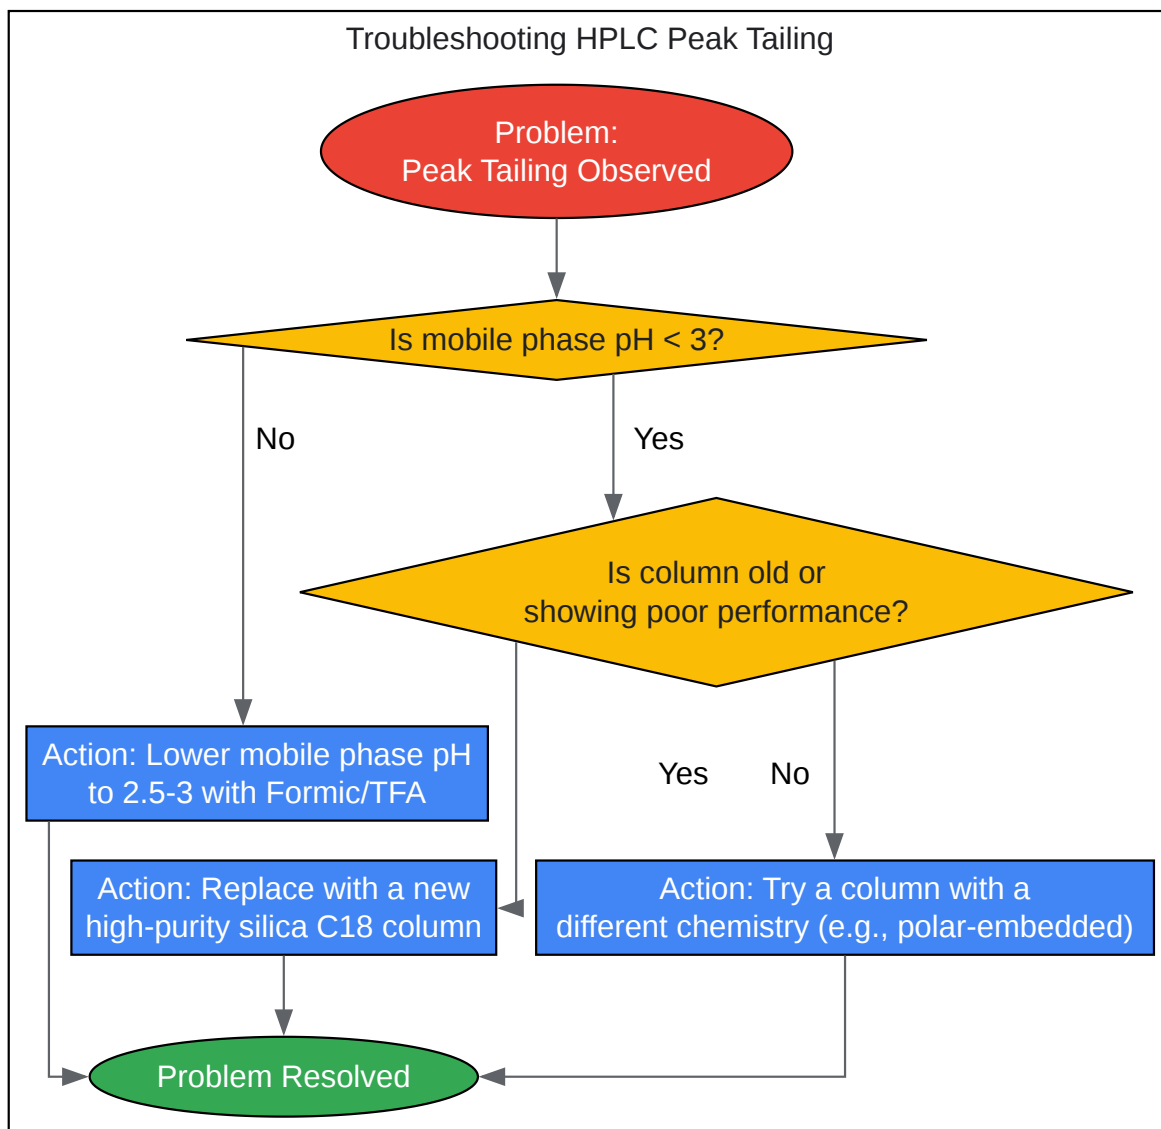 Troubleshooting HPLC Peak Tailing
Problem:
Peak Tailing Observed
Is mobile phase pH < 3?
No
Yes
Is column old or
showing poor performance?
Action: Lower mobile phase pH
to 2.5-3 with Formic/TFA
Yes
No
Action: Replace with a new
high-purity silica C18 column
Action: Try a column with a
different chemistry (e.g., polar-embedded)
Problem Resolved